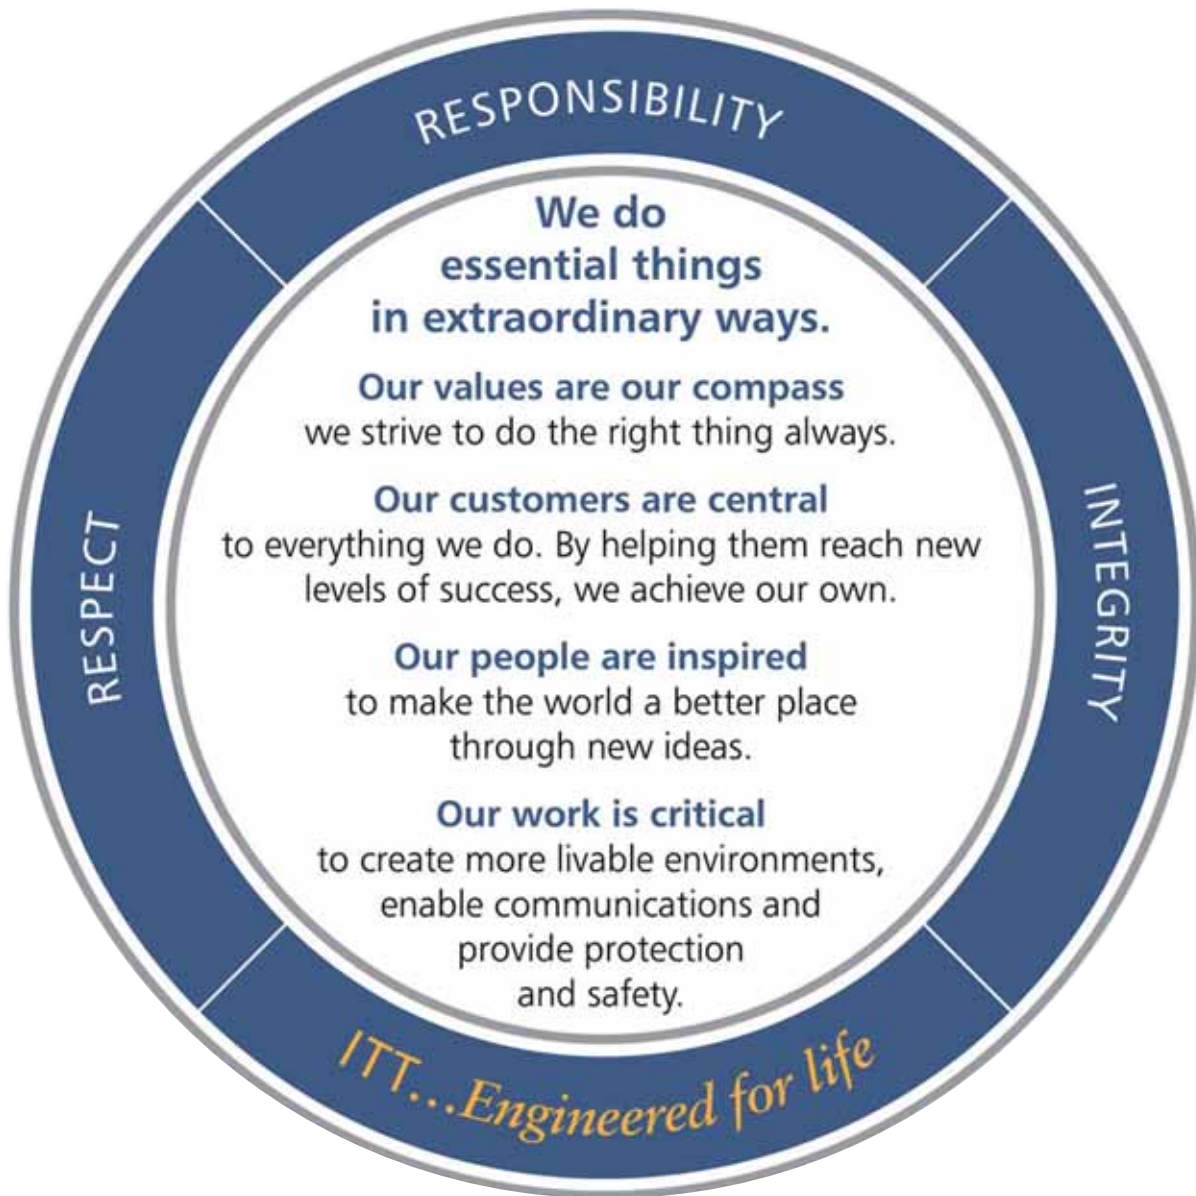 RESPONSIBILITY
We do
essential things
in extraordinary ways.
Our values are our compass
we strive to do the right thing always.
Our customers are central
to everything we do. By helping them reach new
levels of success, we achieve our own.
Our people are inspired
to make the world a better place
through new ideas.
Our work is critical
to create more livable environments,
enable communications and
provide protection
and safety.
RESPECT
INTEGRITY
ITT...Engineered for life